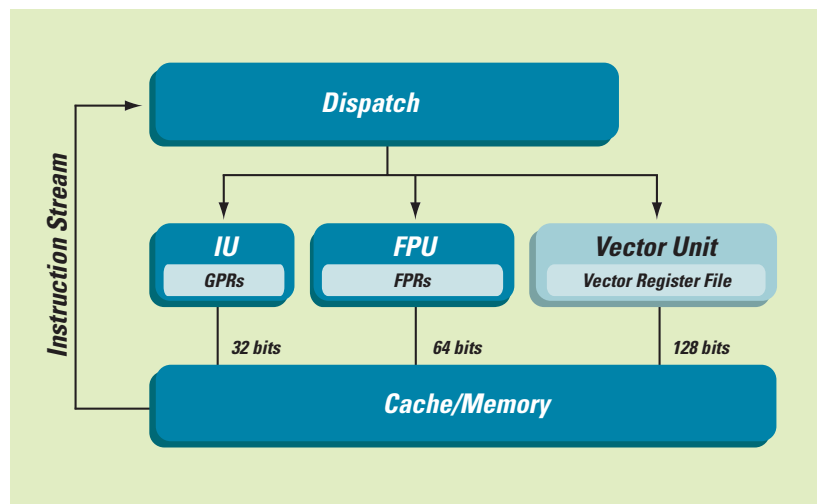 Dispatch
Instruction Stream
IU
GPRs
FPU
FPRs
Vector Unit
Vector Register File
32 bits
64 bits
128 bits
Cache/Memory